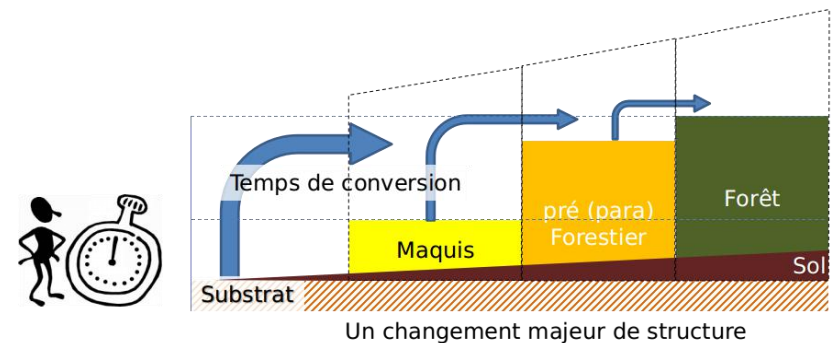 Temps de conversion
pré (para)
Forestier
Forêt
Maquis
Sol
Substrat
Un changement majeur de structure